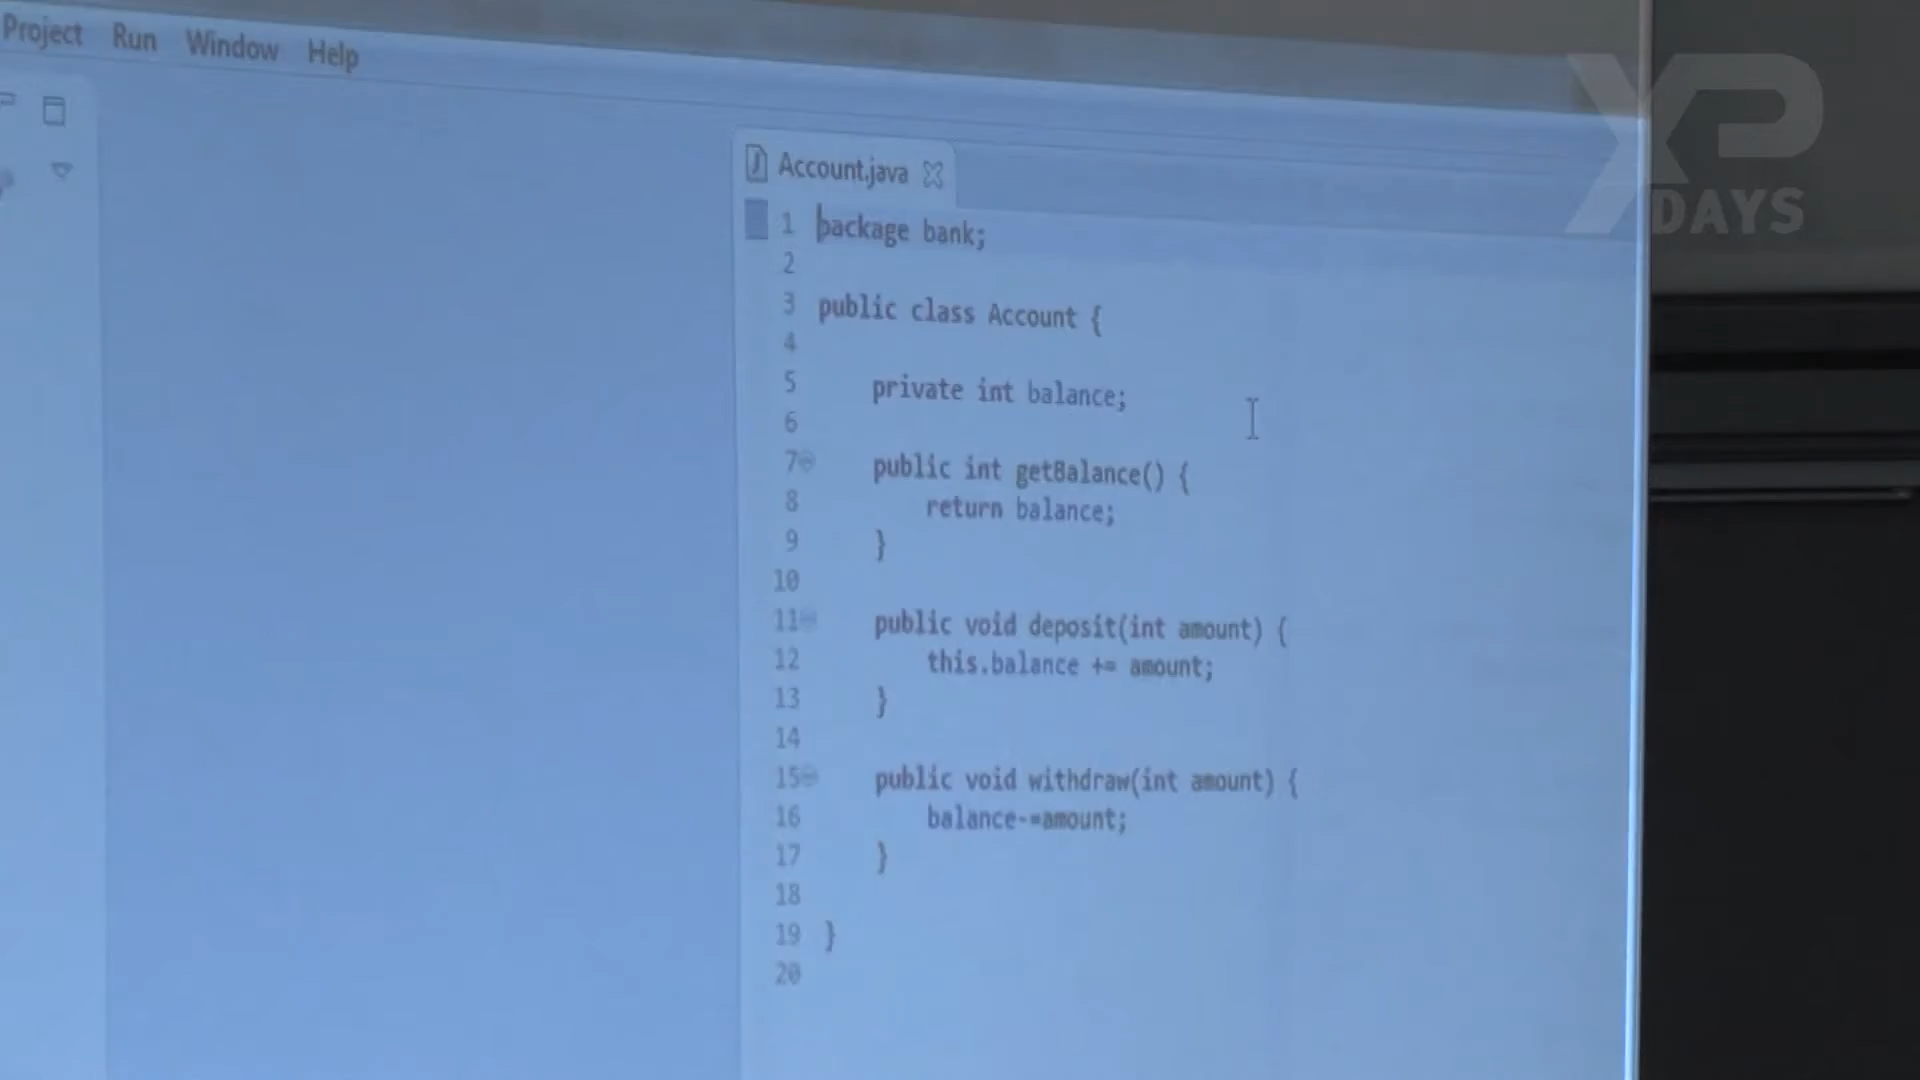 Project Run Window Help
XP
DAYS
Account.java
1 package bank;
2
3 public class Account {
4
5 private int balance;
6
7 public int getBalance() {
8 return balance;
9 }
10
11 public void deposit(int amount) {
12 this.balance += amount;
13 }
14
15 public void withdraw(int amount) {
16 balance-=amount;
17 }
18
19 }
20